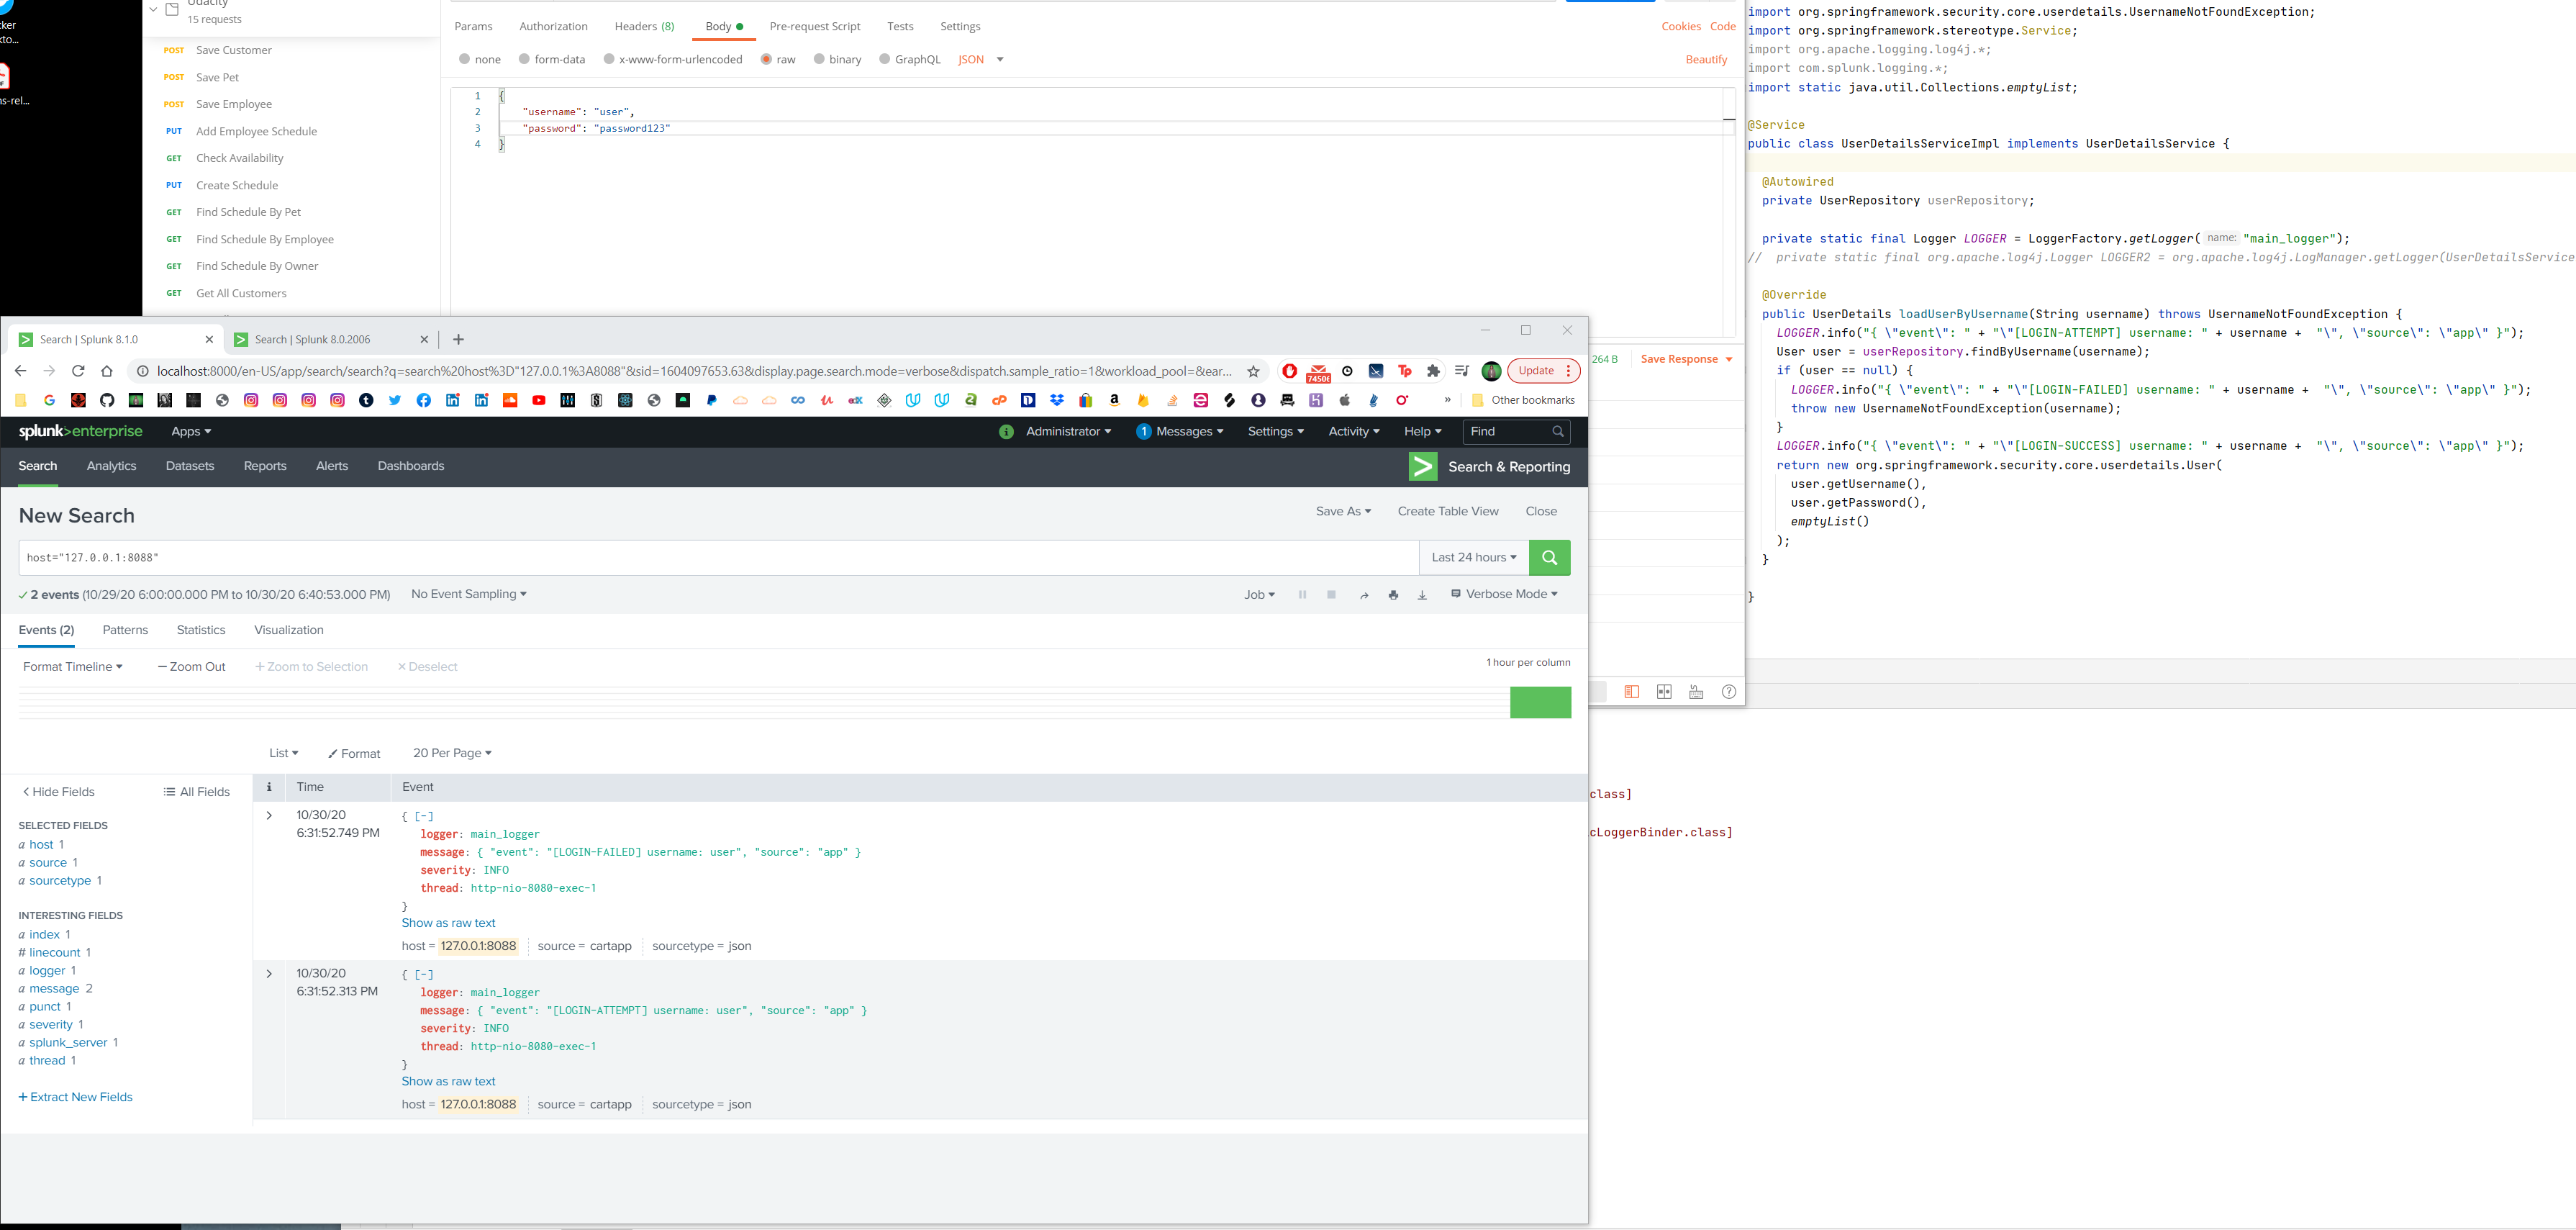 cker
kto...
ns-rel...
Udacity
15 requests
POST Save Customer
POST Save Pet
POST Save Employee
PUT Add Employee Schedule
GET Check Availability
PUT Create Schedule
GET Find Schedule By Pet
GET Find Schedule By Employee
GET Find Schedule By Owner
GET Get All Customers
Params Authorization Headers (8) Body Pre-request Script Tests Settings Cookies Code
none form-data x-www-form-urlencoded raw binary GraphQL JSON Beautify
1 {
2 "username": "user",
3 "password": "password123"
4 }
264 B Save Response
import org.springframework.security.core.userdetails.UsernameNotFoundException;
import org.springframework.stereotype.Service;
import org.apache.logging.log4j.*;
import com.splunk.logging.*;
import static java.util.Collections.emptyList;
@Service
public class UserDetailsServiceImpl implements UserDetailsService {
@Autowired
private UserRepository userRepository;
private static final Logger LOGGER = LoggerFactory.getLogger( name: "main_logger");
// private static final org.apache.log4j.Logger LOGGER2 = org.apache.log4j.LogManager.getLogger(UserDetailsService
@Override
public UserDetails loadUserByUsername(String username) throws UsernameNotFoundException {
LOGGER.info("{ \"event\": " + "\"[LOGIN-ATTEMPT] username: " + username + "\", \"source\": \"app\" }");
User user = userRepository.findByUsername(username);
if (user == null) {
LOGGER.info("{ \"event\": " + "\"[LOGIN-FAILED] username: " + username + "\", \"source\": \"app\" }");
throw new UsernameNotFoundException(username);
}
LOGGER.info("{ \"event\": " + "\"[LOGIN-SUCCESS] username: " + username + "\", \"source\": \"app\" }");
return new org.springframework.security.core.userdetails.User(
user.getUsername(),
user.getPassword(),
emptyList()
);
}
}
class]
cLoggerBinder.class]
Search | Splunk 8.1.0 Search | Splunk 8.0.2006
localhost:8000/en-US/app/search/search?q=search%20host%3D"127.0.0.1%3A8088"&sid=1604097653.63&display.page.search.mode=verbose&dispatch.sample_ratio=1&workload_pool=&ear... Update
Other bookmarks
splunk>enterprise Apps Administrator 1 Messages Settings Activity Help Find
Search Analytics Datasets Reports Alerts Dashboards Search & Reporting
New Search Save As Create Table View Close
host="127.0.0.1:8088" Last 24 hours
2 events (10/29/20 6:00:00.000 PM to 10/30/20 6:40:53.000 PM) No Event Sampling Job Verbose Mode
Events (2) Patterns Statistics Visualization
Format Timeline — Zoom Out + Zoom to Selection × Deselect 1 hour per column
List Format 20 Per Page
Hide Fields All Fields
SELECTED FIELDS
a host 1
a source 1
a sourcetype 1
INTERESTING FIELDS
a index 1
# linecount 1
a logger 1
a message 2
a punct 1
a severity 1
a splunk_server 1
a thread 1
+ Extract New Fields
i Time Event
10/30/20
6:31:52.749 PM
{ [-]
logger: main_logger
message: { "event": "[LOGIN-FAILED] username: user", "source": "app" }
severity: INFO
thread: http-nio-8080-exec-1
}
Show as raw text
host = 127.0.0.1:8088 source = cartapp sourcetype = json
10/30/20
6:31:52.313 PM
{ [-]
logger: main_logger
message: { "event": "[LOGIN-ATTEMPT] username: user", "source": "app" }
severity: INFO
thread: http-nio-8080-exec-1
}
Show as raw text
host = 127.0.0.1:8088 source = cartapp sourcetype = json